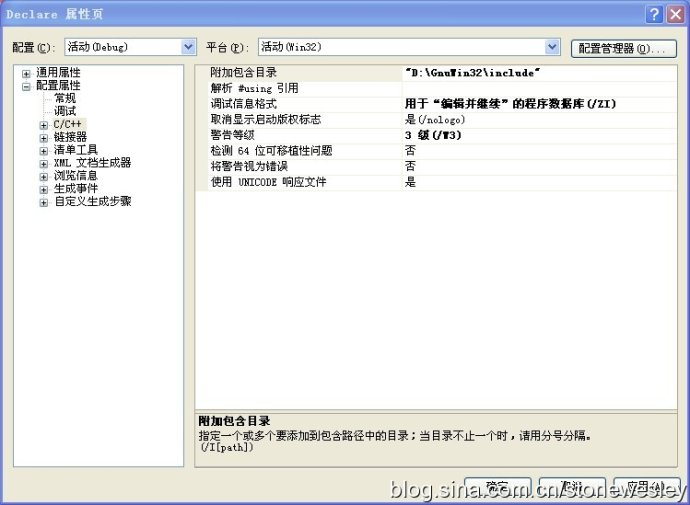 Declare 属性页
配置(C): 活动(Debug) 平台(P): 活动(Win32) 配置管理器(O)...
通用属性
配置属性
常规
调试
C/C++
链接器
清单工具
XML 文档生成器
浏览信息
生成事件
自定义生成步骤
附加包含目录 "D:\GnuWin32\include"
解析 #using 引用
调试信息格式 用于“编辑并继续”的程序数据库(/ZI)
取消显示启动版权标志 是(/nologo)
警告等级 3 级(/W3)
检测 64 位可移植性问题 否
将警告视为错误 否
使用 UNICODE 响应文件 是
附加包含目录
指定一个或多个要添加到包含路径中的目录；当目录不止一个时，请用分号分隔。
(/I[path])
确定 取消 应用(A)
blog.sina.com.cn/stonewesley